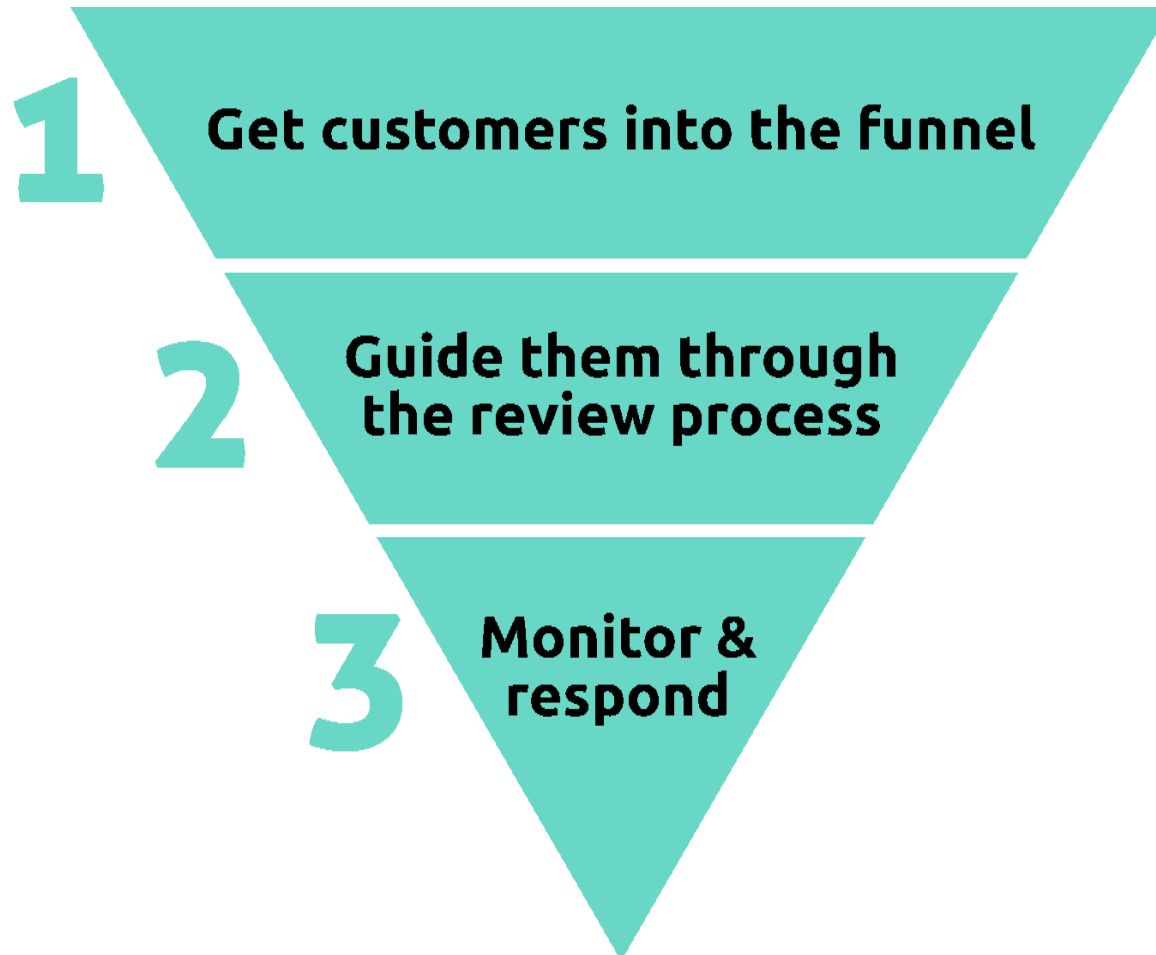 1
Get customers into the funnel
2
Guide them through
the review process
3
Monitor &
respond